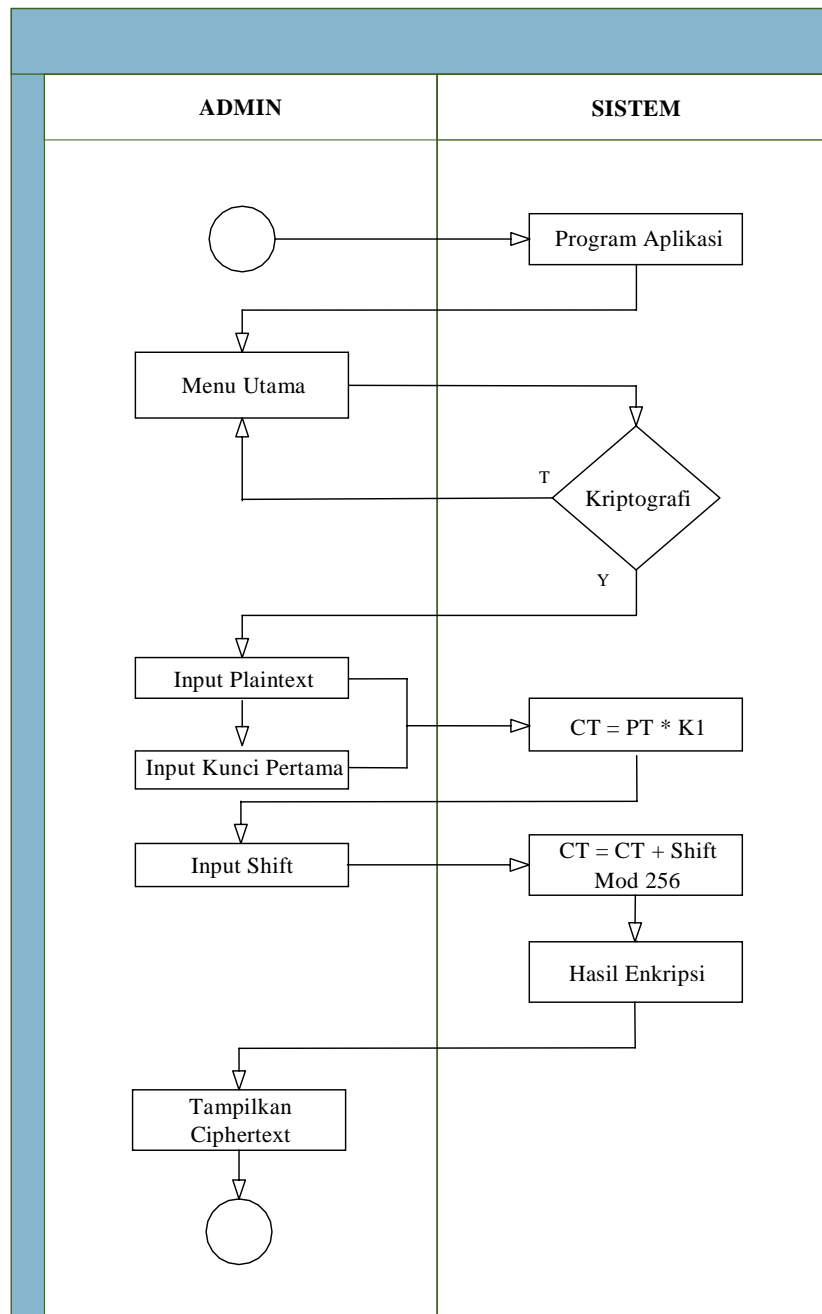 ADMIN
SISTEM
Program Aplikasi
Menu Utama
T
Kriptografi
Y
Input Plaintext
CT = PT * K1
Input Kunci Pertama
Input Shift
CT = CT + Shift
Mod 256
Hasil Enkripsi
Tampilkan
Ciphertext